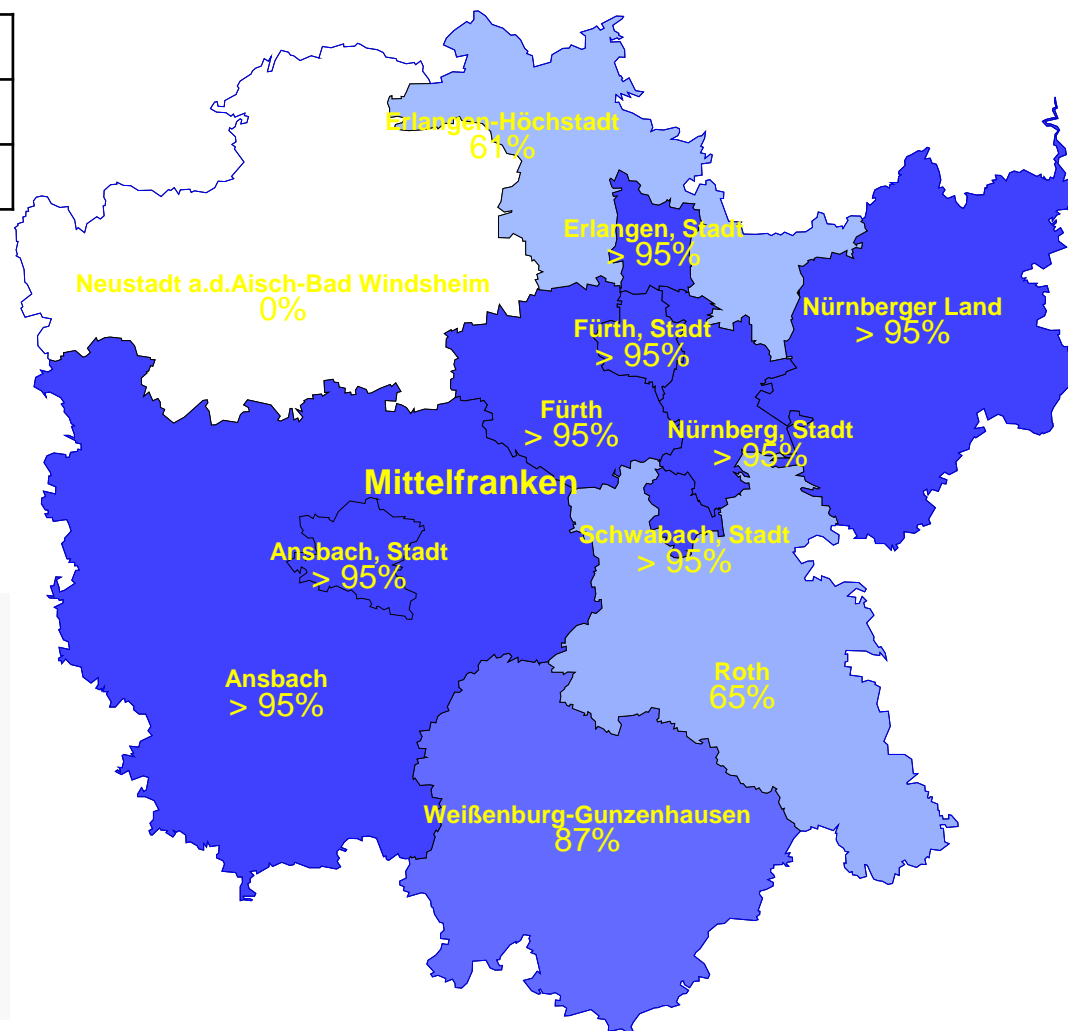 Erlangen-Höchstadt
61%
Erlangen, Stadt
> 95%
Neustadt a.d.Aisch-Bad Windsheim
0%
Nürnberger Land
> 95%
Fürth, Stadt
> 95%
Fürth
> 95%
Nürnberg, Stadt
> 95%
Mittelfranken
Schwabach, Stadt
> 95%
Ansbach, Stadt
> 95%
Ansbach
> 95%
Roth
65%
Weißenburg-Gunzenhausen
87%